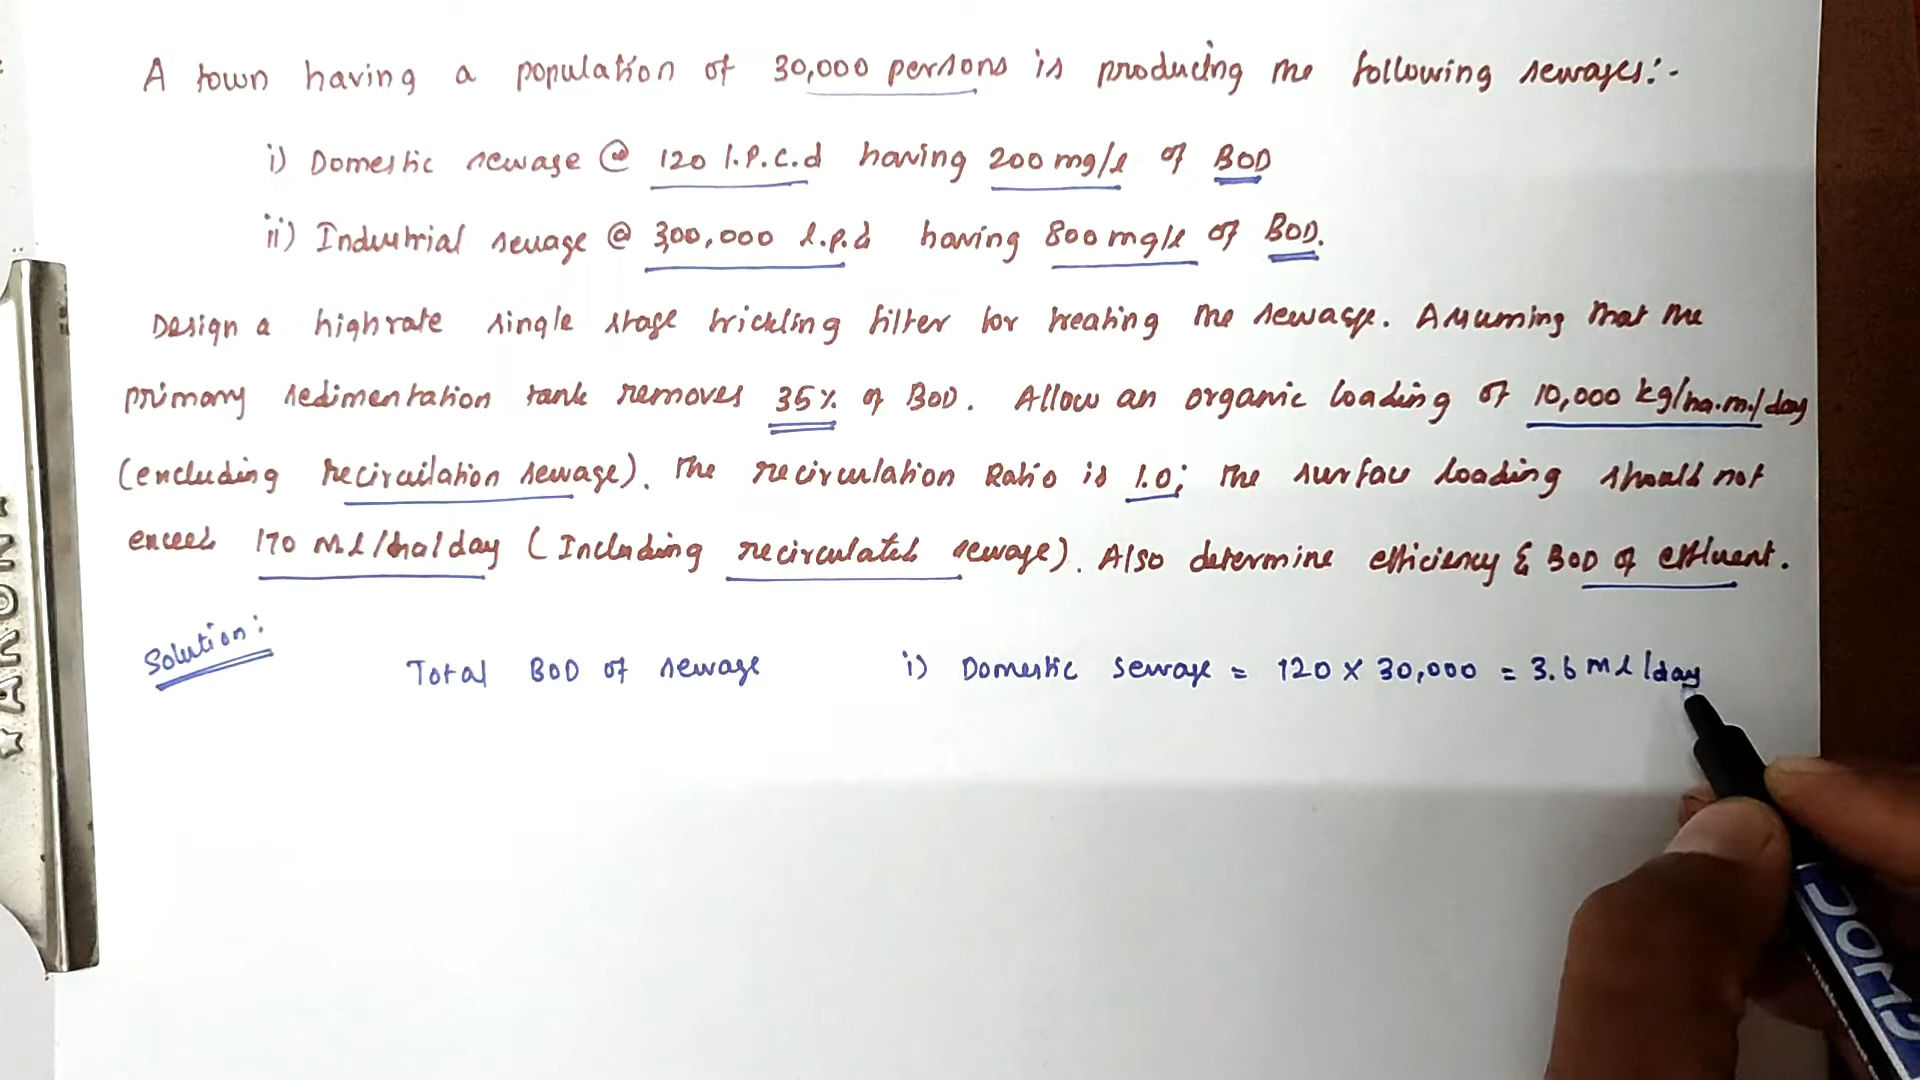 A town having a population of 30,000 persons is producing the following sewages:-
i) Domestic sewage @ 120 l.p.c.d having 200 mg/l of BOD
ii) Industrial sewage @ 300,000 l.p.d having 800 mg/l of BOD.
Design a high rate single stage trickling filter for treating the sewage. Assuming that the
primary sedimentation tank removes 35% of BOD. Allow an organic loading of 10,000 kg/ha.m./day
(excluding recirculation sewage). The recirculation Ratio is 1.0; The surface loading should not
exceed 170 Ml/ha/day (Including recirculated sewage). Also determine efficiency & BOD of effluent.
Solution:
Total BOD of sewage i) Domestic Sewage = 120 x 30,000 = 3.6 Ml/day